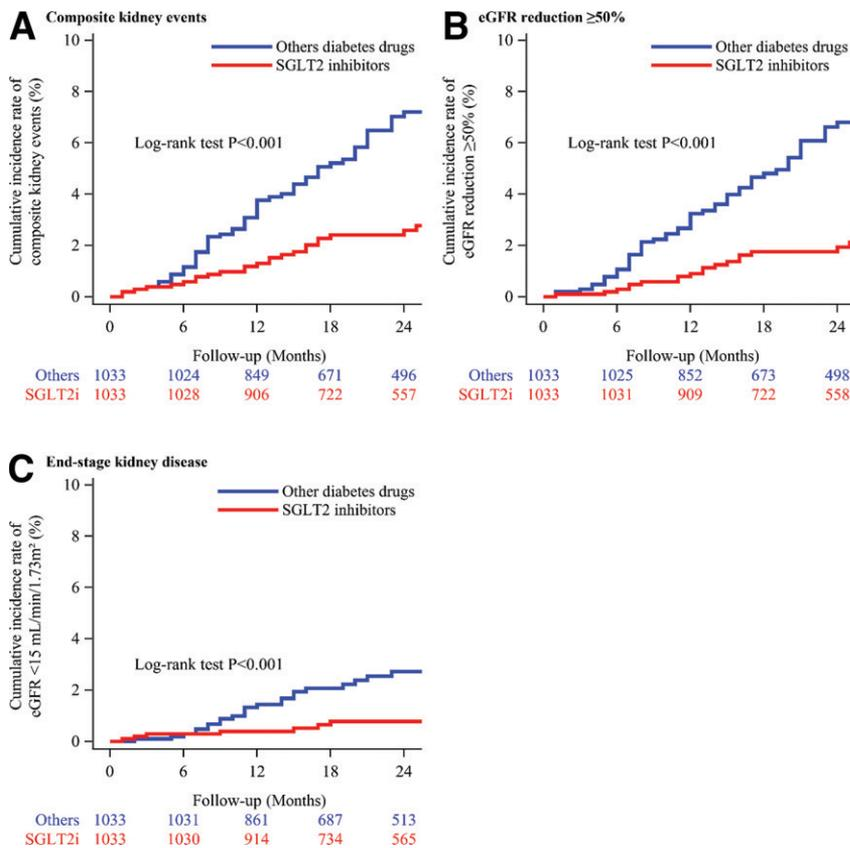 A Composite kidney events
Cumulative incidence rate of
composite kidney events (%)
10
8
6
4
2
0
Others diabetes drugs
SGLT2 inhibitors
Log-rank test P<0.001
0 6 12 18 24
Follow-up (Months)
Others 1033 1024 849 671 496
SGLT2i 1033 1028 906 722 557
B eGFR reduction ≥50%
Cumulative incidence rate of
eGFR reduction ≥50% (%)
10
8
6
4
2
0
Other diabetes drugs
SGLT2 inhibitors
Log-rank test P<0.001
0 6 12 18 24
Follow-up (Months)
Others 1033 1025 852 673 498
SGLT2i 1033 1031 909 722 558
C End-stage kidney disease
Cumulative incidence rate of
eGFR <15 mL/min/1.73m² (%)
10
8
6
4
2
0
Other diabetes drugs
SGLT2 inhibitors
Log-rank test P<0.001
0 6 12 18 24
Follow-up (Months)
Others 1033 1031 861 687 513
SGLT2i 1033 1030 914 734 565